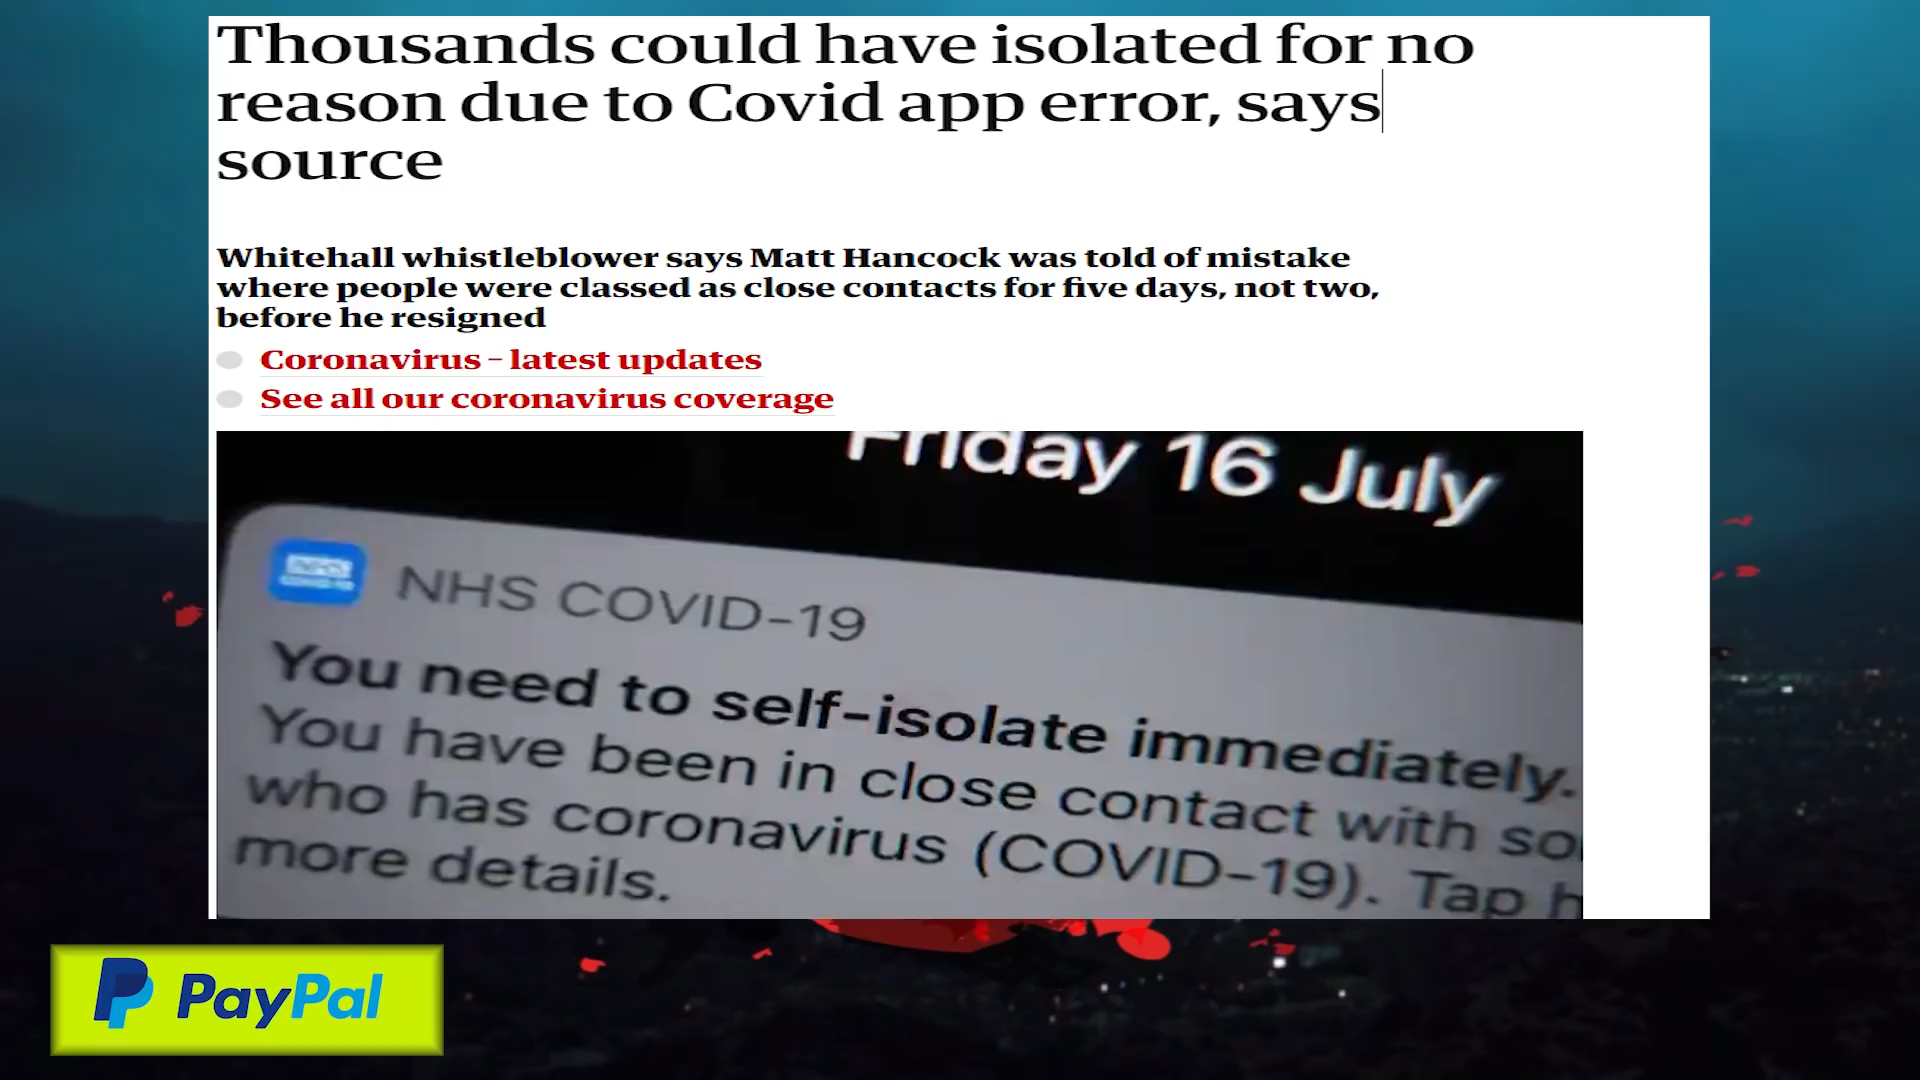 Thousands could have isolated for no
reason due to Covid app error, says
source
Whitehall whistleblower says Matt Hancock was told of mistake
where people were classed as close contacts for five days, not two,
before he resigned
Coronavirus – latest updates
See all our coronavirus coverage
Friday 16 July
NHS COVID-19
You need to self-isolate immediately.
You have been in close contact with
who has coronavirus (COVID-19). Tap
more details.
PayPal